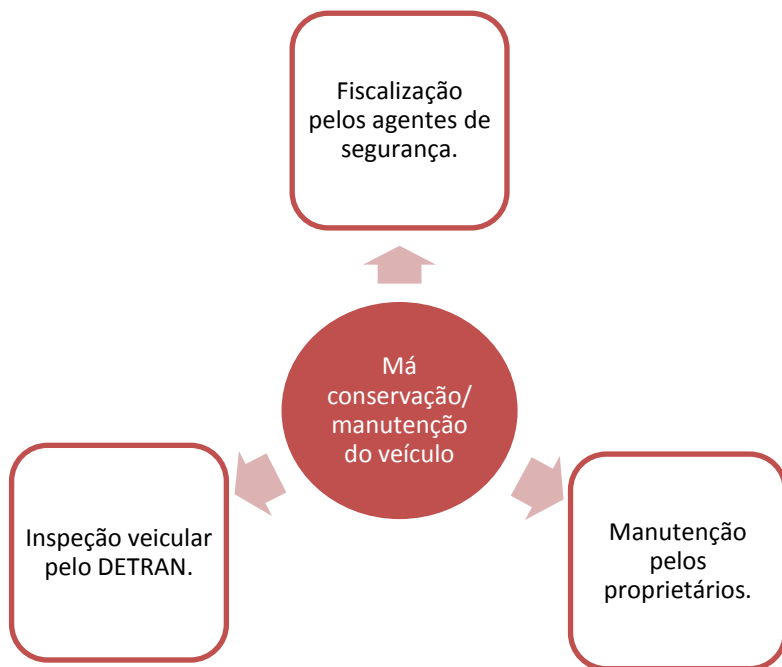 Fiscalização
pelos agentes de
segurança.
Má
conservação/
manutenção
do veículo
Inspeção veicular
pelo DETRAN.
Manutenção
pelos
proprietários.